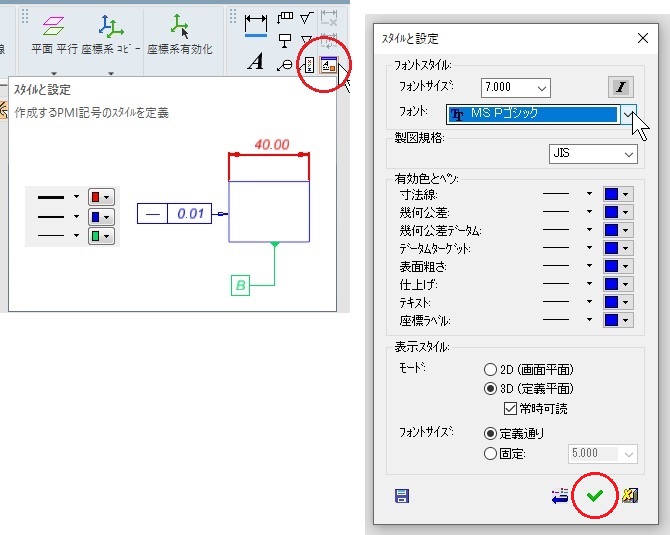 線
平面 平行
座標系 ｺﾋﾟｰ
座標系有効化
A
ｽﾀｲﾙと設定
作成するPMI記号のｽﾀｲﾙを定義
40.00
0.01
B
ｽﾀｲﾙと設定
ﾌｫﾝﾄｽﾀｲﾙ:
ﾌｫﾝﾄｻｲｽﾞ:
7.000
I
ﾌｫﾝﾄ:
MS Pゴシック
製図規格:
JIS
有効色とﾍﾟﾝ:
寸法線:
幾何公差:
幾何公差ﾃﾞｰﾀﾑ:
ﾃﾞｰﾀﾑﾀｰｹﾞｯﾄ:
表面粗さ:
仕上げ:
ﾃｷｽﾄ:
座標ﾗﾍﾞﾙ:
表示ｽﾀｲﾙ:
ﾓｰﾄﾞ:
2D (画面平面)
3D (定義平面)
常時可読
ﾌｫﾝﾄｻｲｽﾞ:
定義通り
固定:
5.000